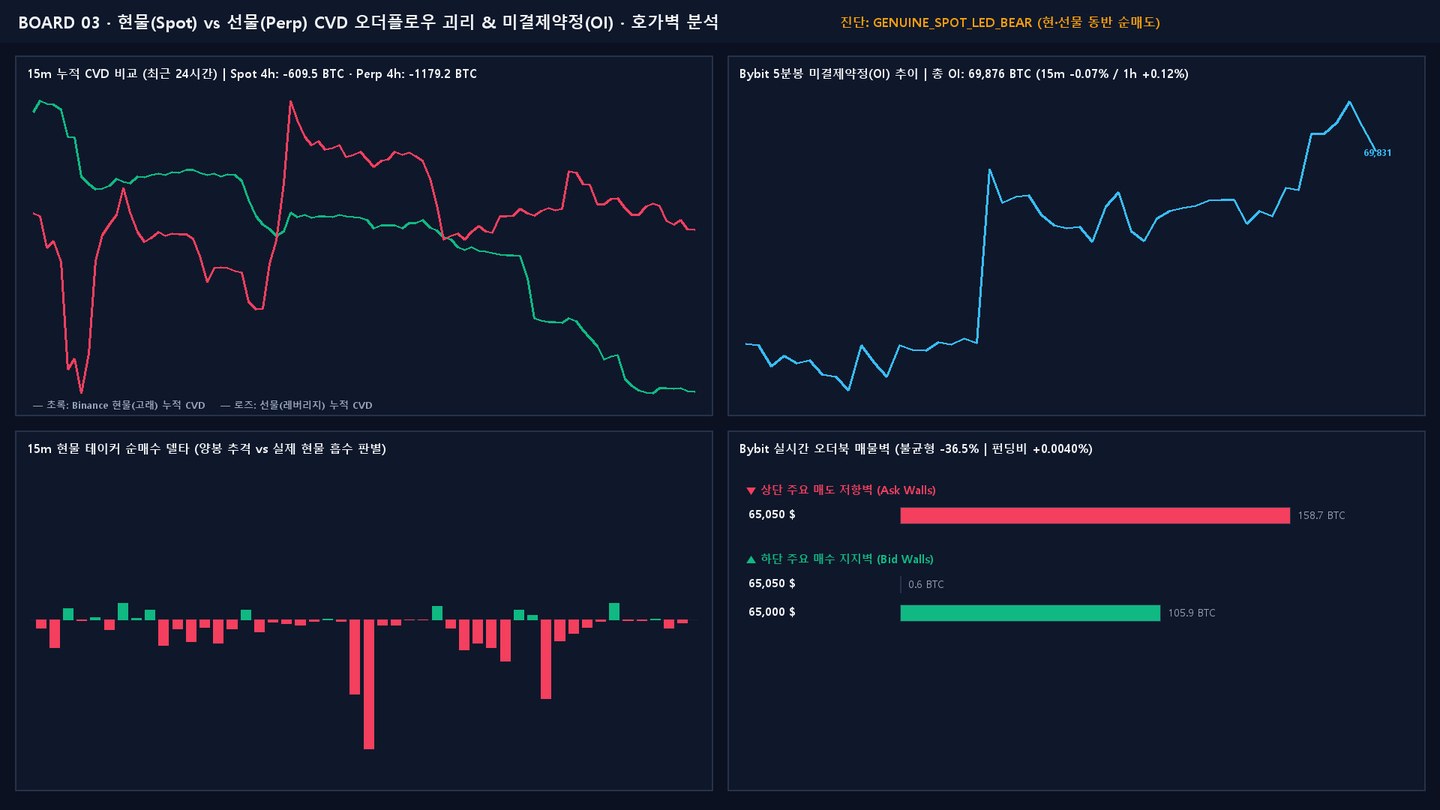 BOARD 03 · 현물(Spot) vs 선물(Perp) CVD 오더플로우 괴리 & 미결제약정(OI) · 호가벽 분석
진단: GENUINE_SPOT_LED_BEAR (현·선물 동반 순매도)
15m 누적 CVD 비교 (최근 24시간) | Spot 4h: -609.5 BTC · Perp 4h: -1179.2 BTC
— 초록: Binance 현물(고래) 누적 CVD — 로즈: 선물(레버리지) 누적 CVD
Bybit 5분봉 미결제약정(OI) 추이 | 총 OI: 69,876 BTC (15m -0.07% / 1h +0.12%)
69,831
15m 현물 테이커 순매수 델타 (양봉 추격 vs 실제 현물 흡수 판별)
Bybit 실시간 오더북 매물벽 (불균형 -36.5% | 펀딩비 +0.0040%)
▼ 상단 주요 매도 저항벽 (Ask Walls)
65,050 $ 158.7 BTC
▲ 하단 주요 매수 지지벽 (Bid Walls)
65,050 $ 0.6 BTC
65,000 $ 105.9 BTC